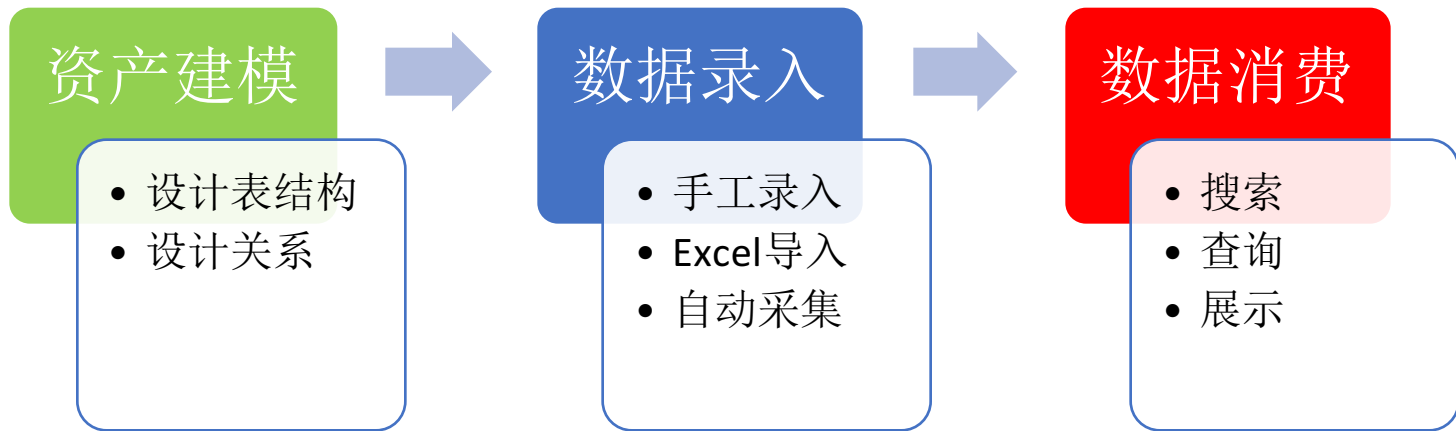 资产建模
• 设计表结构
• 设计关系
数据录入
• 手工录入
• Excel导入
• 自动采集
数据消费
• 搜索
• 查询
• 展示